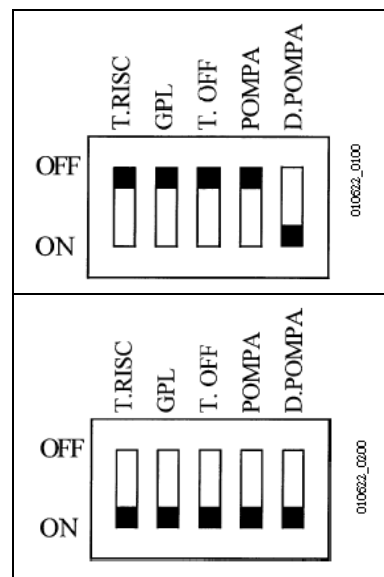 T.RISC
GPL
T. OFF
POMPA
D.POMPA
OFF
ON
010622_0100
T.RISC
GPL
T. OFF
POMPA
D.POMPA
OFF
ON
010622_0200